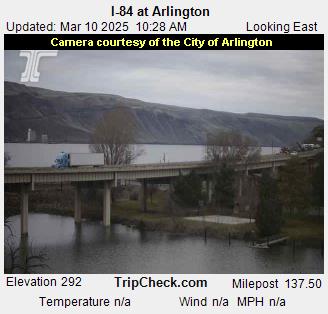 I-84 at Arlington
Updated: Mar 10 2025 10:28 AM Looking East
Camera courtesy of the City of Arlington
Elevation 292 TripCheck.com Milepost 137.50
Temperature n/a Wind n/a MPH n/a